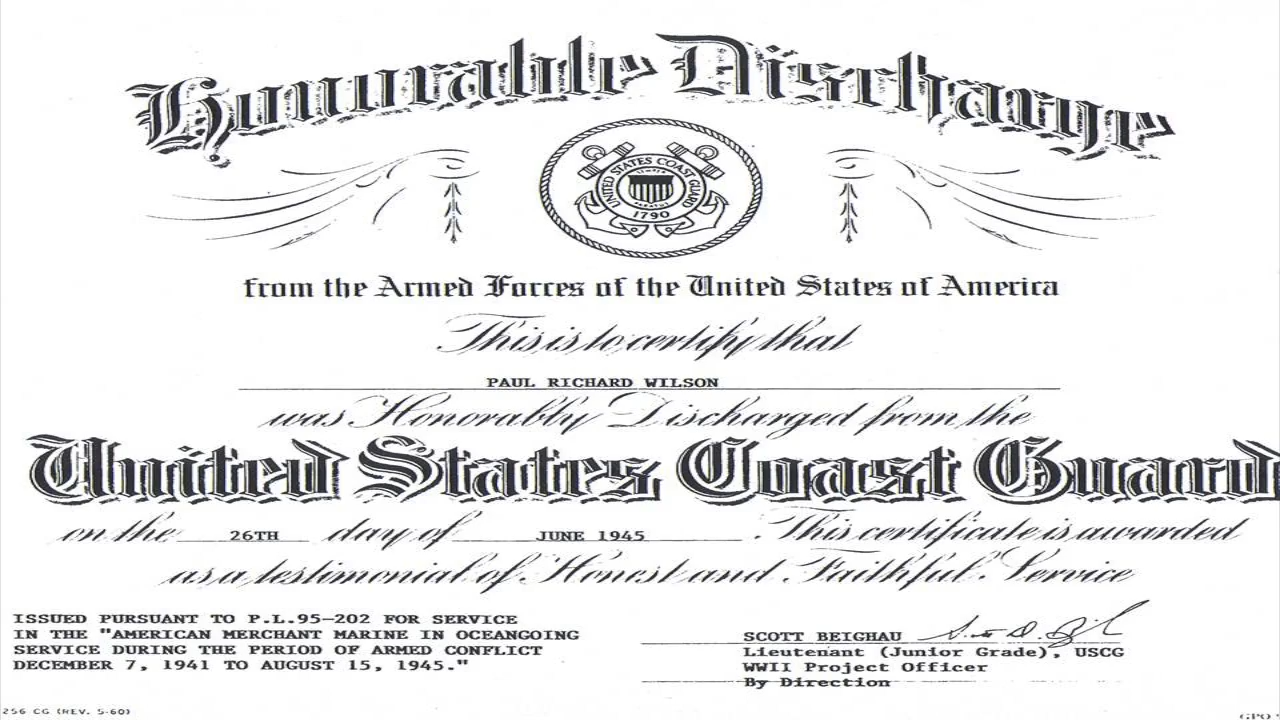 Honorable Discharge
UNITED STATES COAST GUARD
1790
from the Armed Forces of the United States of America
This is to certify that
PAUL RICHARD WILSON
was Honorably Discharged from the
United States Coast Guard
on the 26TH day of JUNE 1945. This certificate is awarded
as a testimonial of Honest and Faithful Service
ISSUED PURSUANT TO P.L.95-202 FOR SERVICE
IN THE "AMERICAN MERCHANT MARINE IN OCEANGOING
SERVICE DURING THE PERIOD OF ARMED CONFLICT
DECEMBER 7, 1941 TO AUGUST 15, 1945."
SCOTT BEIGHAU
Lieutenant (Junior Grade), USCG
WWII Project Officer
By Direction
256 CG (REV. 5-60)
GPO